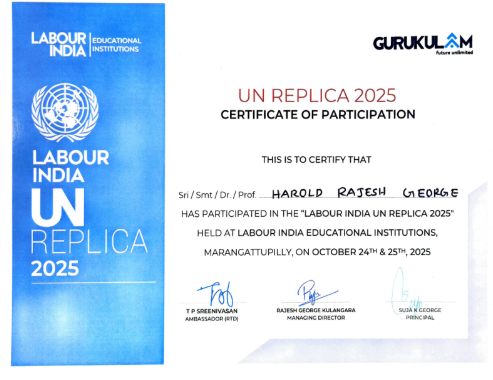 LABOUR INDIA EDUCATIONAL INSTITUTIONS
LABOUR
INDIA
UN
REPLICA
2025
GURUKULAM
future unlimited
UN REPLICA 2025
CERTIFICATE OF PARTICIPATION
THIS IS TO CERTIFY THAT
Sri / Smt / Dr. / Prof. HAROLD RAJESH GEORGE
HAS PARTICIPATED IN THE "LABOUR INDIA UN REPLICA 2025"
HELD AT LABOUR INDIA EDUCATIONAL INSTITUTIONS,
MARANGATTUPILLY, ON OCTOBER 24TH & 25TH, 2025
T P SREENIVASAN
AMBASSADOR (RTD)
RAJESH GEORGE KULANGARA
MANAGING DIRECTOR
SUJA K GEORGE
PRINCIPAL